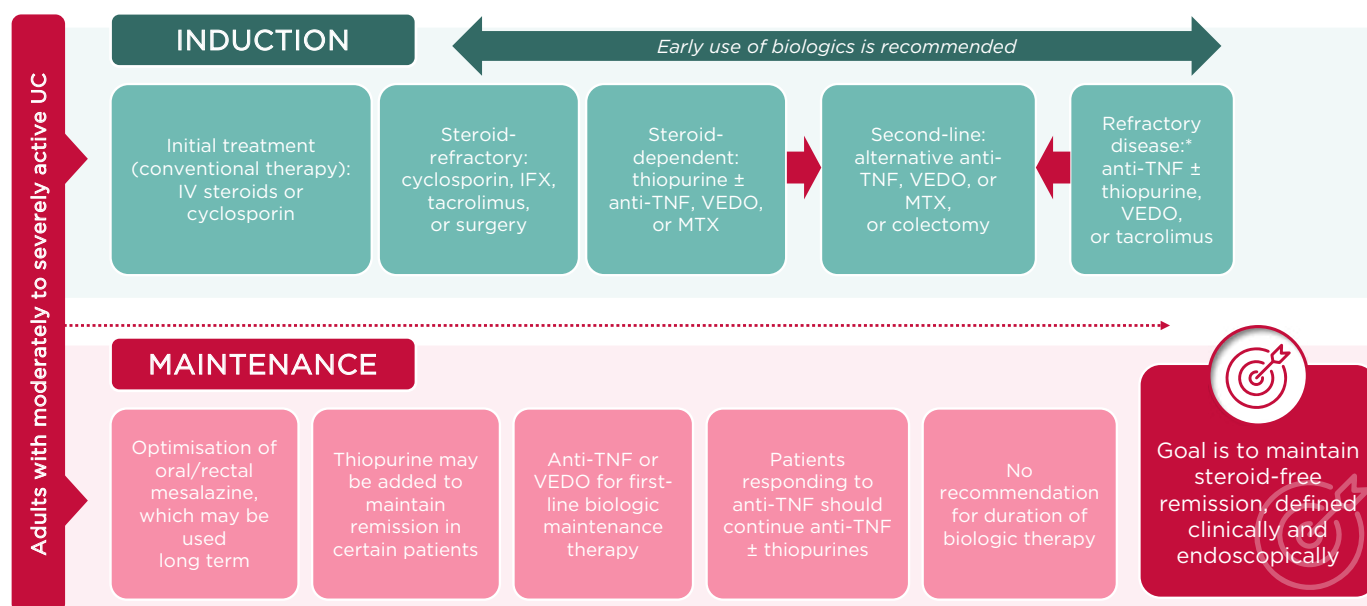 Adults with moderately to severely active UC
INDUCTION
Early use of biologics is recommended
Initial treatment
(conventional therapy):
IV steroids or
cyclosporin
Steroid-
refractory:
cyclosporin, IFX,
tacrolimus,
or surgery
Steroid-
dependent:
thiopurine ±
anti-TNF, VEDO,
or MTX
Second-line:
alternative anti-
TNF, VEDO, or
MTX,
or colectomy
Refractory
disease:*
anti-TNF ±
thiopurine,
VEDO,
or tacrolimus
MAINTENANCE
Optimisation of
oral/rectal
mesalazine,
which may be
used
long term
Thiopurine may
be added to
maintain
remission in
certain patients
Anti-TNF or
VEDO for first-
line biologic
maintenance
therapy
Patients
responding to
anti-TNF should
continue anti-TNF
± thiopurines
No
recommendation
for duration of
biologic therapy
Goal is to maintain
steroid-free
remission, defined
clinically and
endoscopically